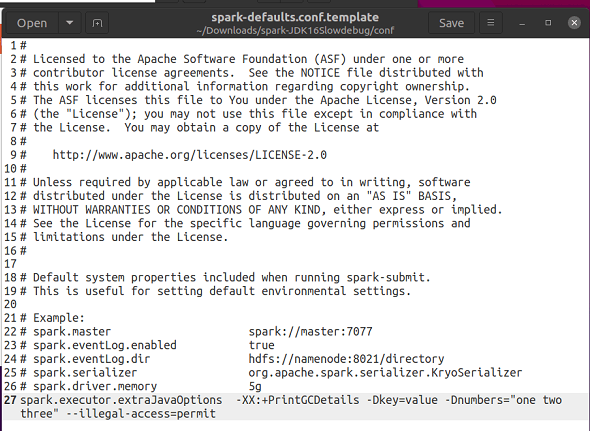 Open
spark-defaults.conf.template
~/Downloads/spark-JDK16Slowdebug/conf
Save
1 #
2 # Licensed to the Apache Software Foundation (ASF) under one or more
3 # contributor license agreements.  See the NOTICE file distributed with
4 # this work for additional information regarding copyright ownership.
5 # The ASF licenses this file to You under the Apache License, Version 2.0
6 # (the "License"); you may not use this file except in compliance with
7 # the License.  You may obtain a copy of the License at
8 #
9 #    http://www.apache.org/licenses/LICENSE-2.0
10 #
11 # Unless required by applicable law or agreed to in writing, software
12 # distributed under the License is distributed on an "AS IS" BASIS,
13 # WITHOUT WARRANTIES OR CONDITIONS OF ANY KIND, either express or implied.
14 # See the License for the specific language governing permissions and
15 # limitations under the License.
16 #
17
18 # Default system properties included when running spark-submit.
19 # This is useful for setting default environmental settings.
20
21 # Example:
22 # spark.master                     spark://master:7077
23 # spark.eventLog.enabled           true
24 # spark.eventLog.dir               hdfs://namenode:8021/directory
25 # spark.serializer                 org.apache.spark.serializer.KryoSerializer
26 # spark.driver.memory              5g
27 spark.executor.extraJavaOptions  -XX:+PrintGCDetails -Dkey=value -Dnumbers="one two
three" --illegal-access=permit